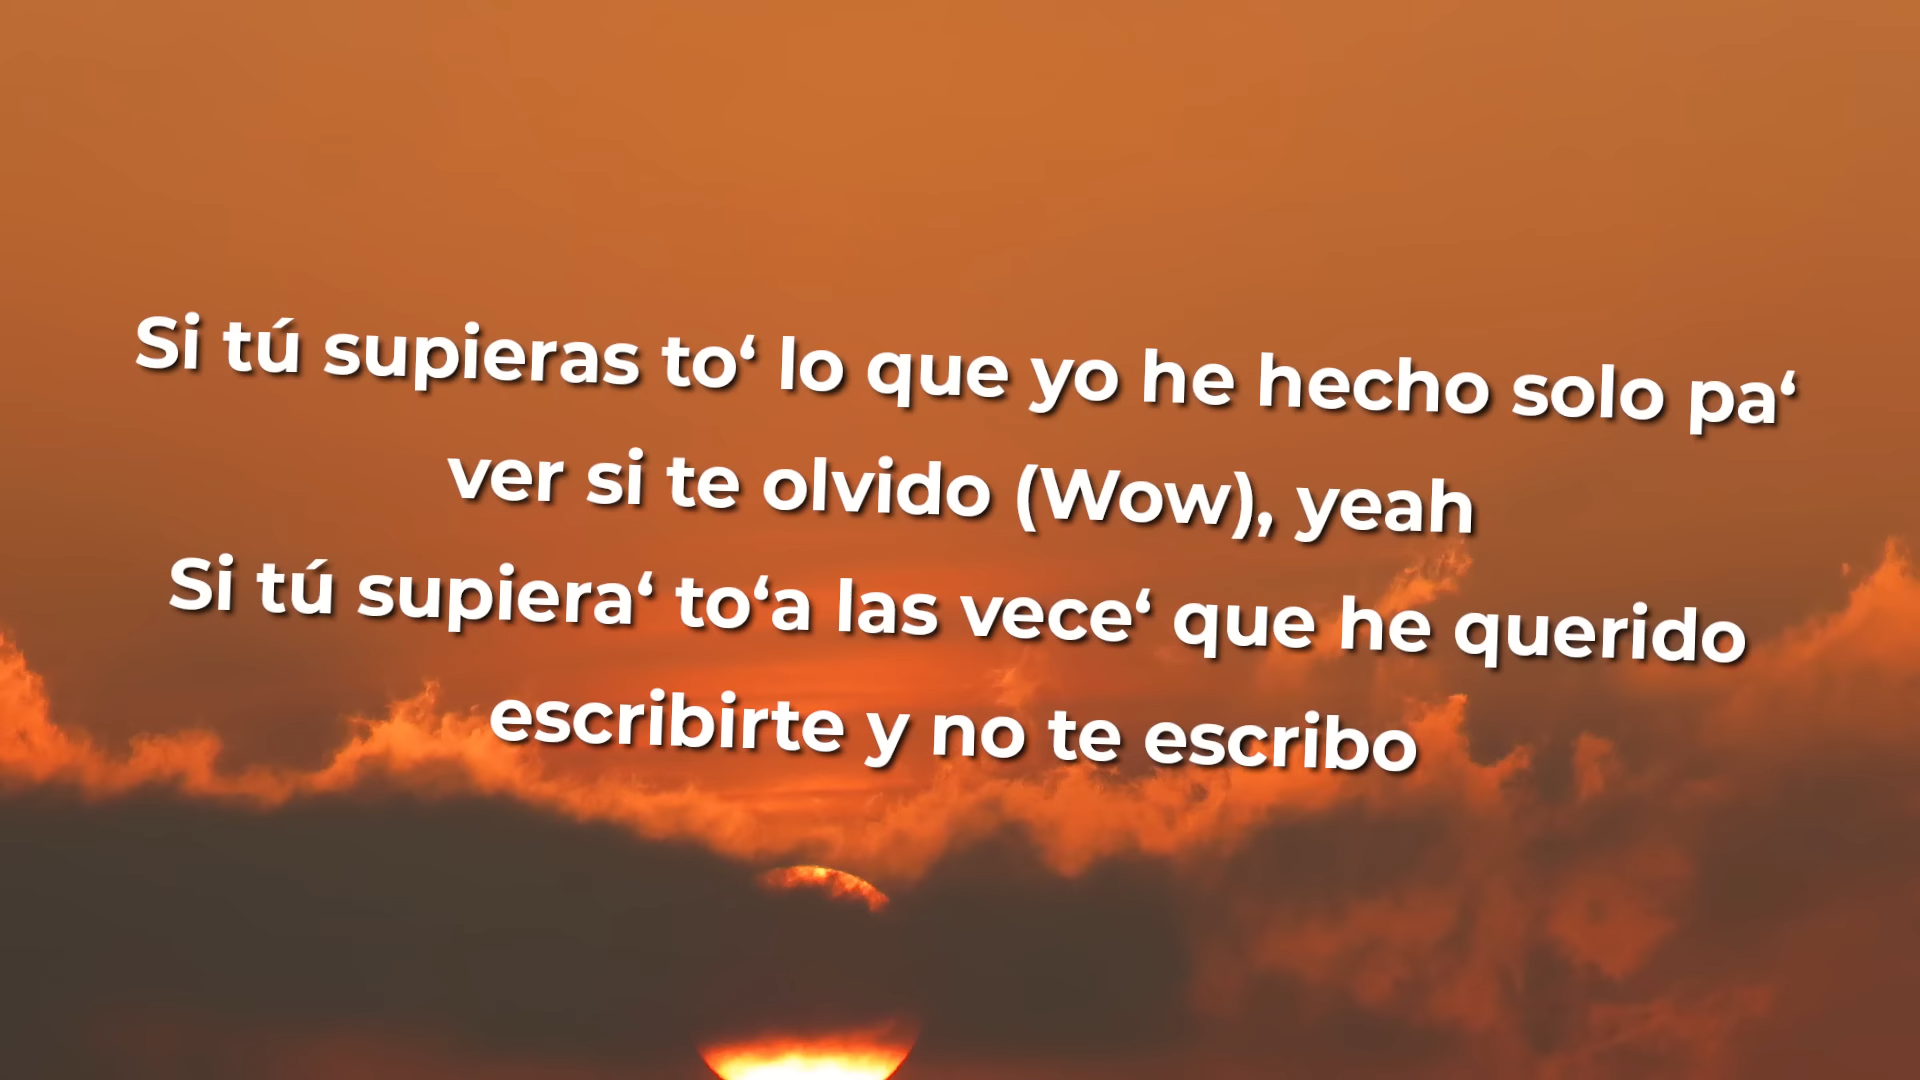 Si tú supieras to‘ lo que yo he hecho solo pa‘
ver si te olvido (Wow), yeah
Si tú supiera‘ to‘a las vece‘ que he querido
escribirte y no te escribo